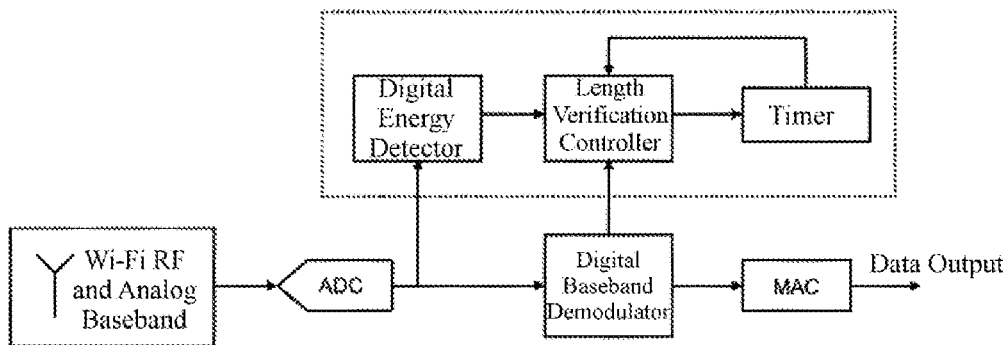 Digital
Energy
Detector
Length
Verification
Controller
Timer
Wi-Fi RF
and Analog
Baseband
ADC
Digital
Baseband
Demodulator
MAC
Data Output